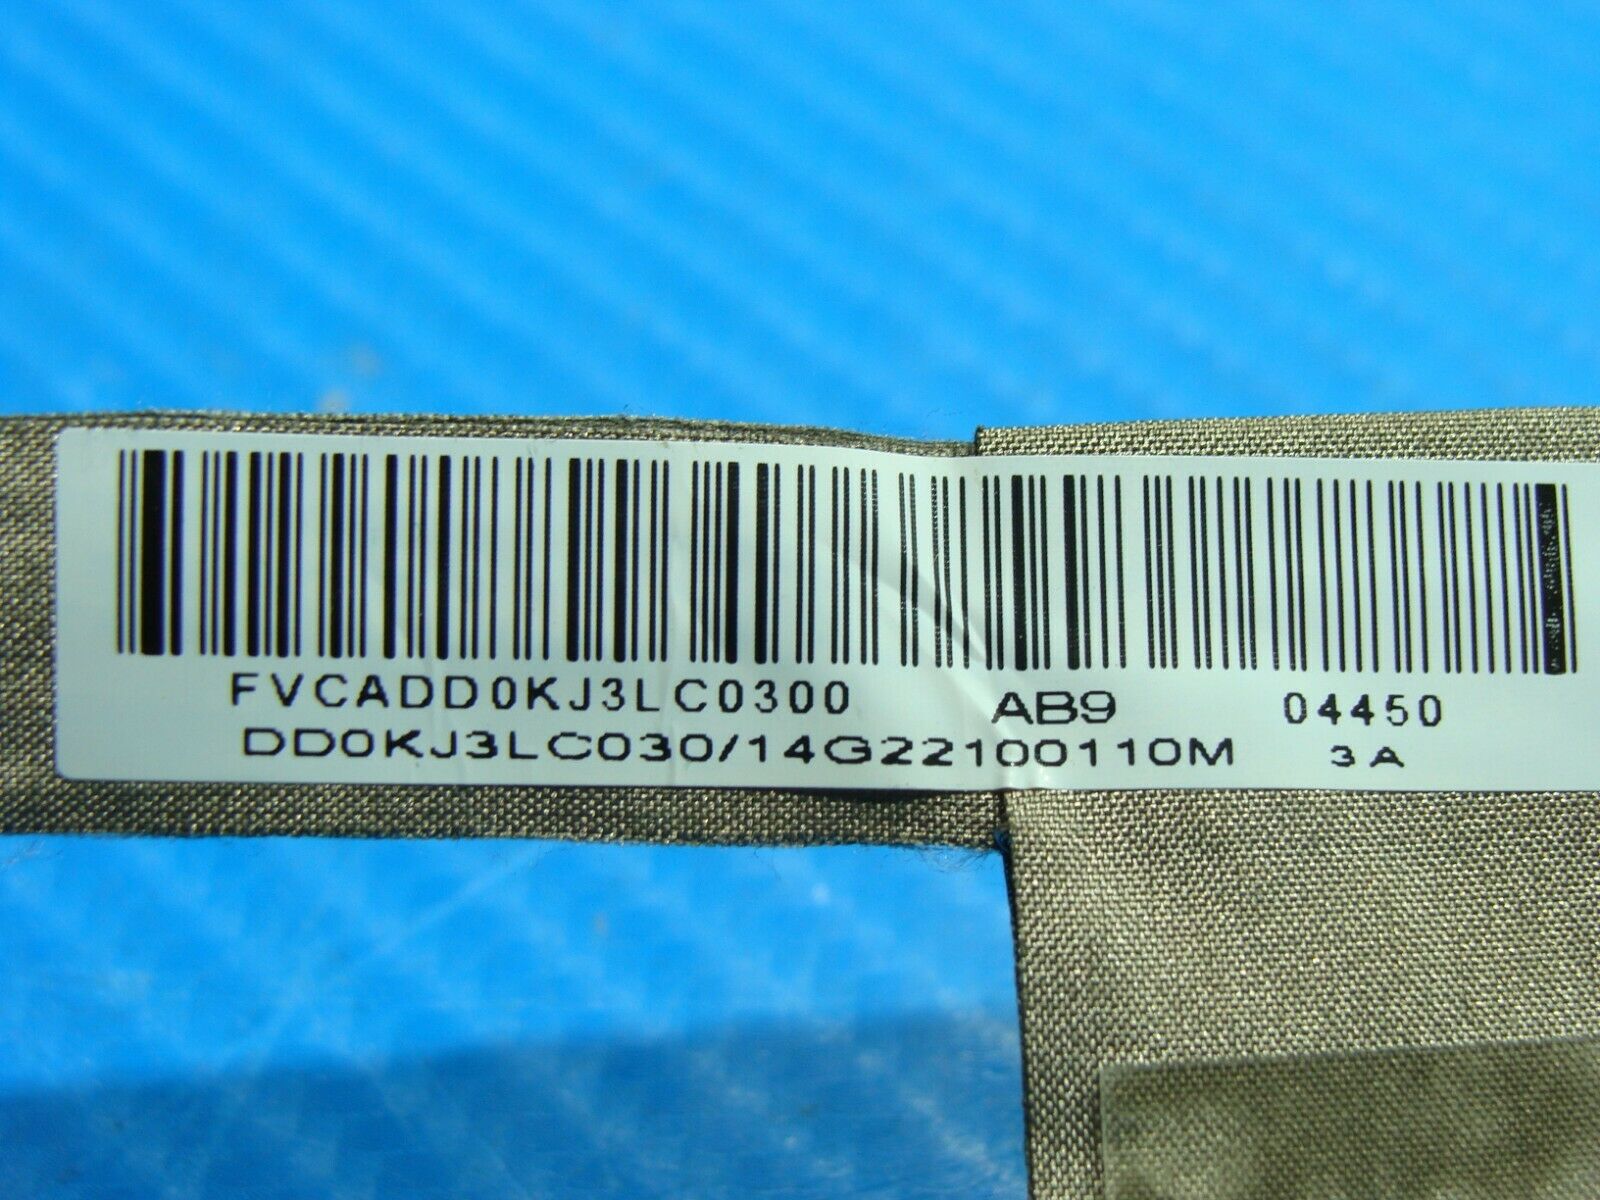 FVCADD0KJ3LC0300 AB9 04450
DD0KJ3LC030/14G22100110M 3A